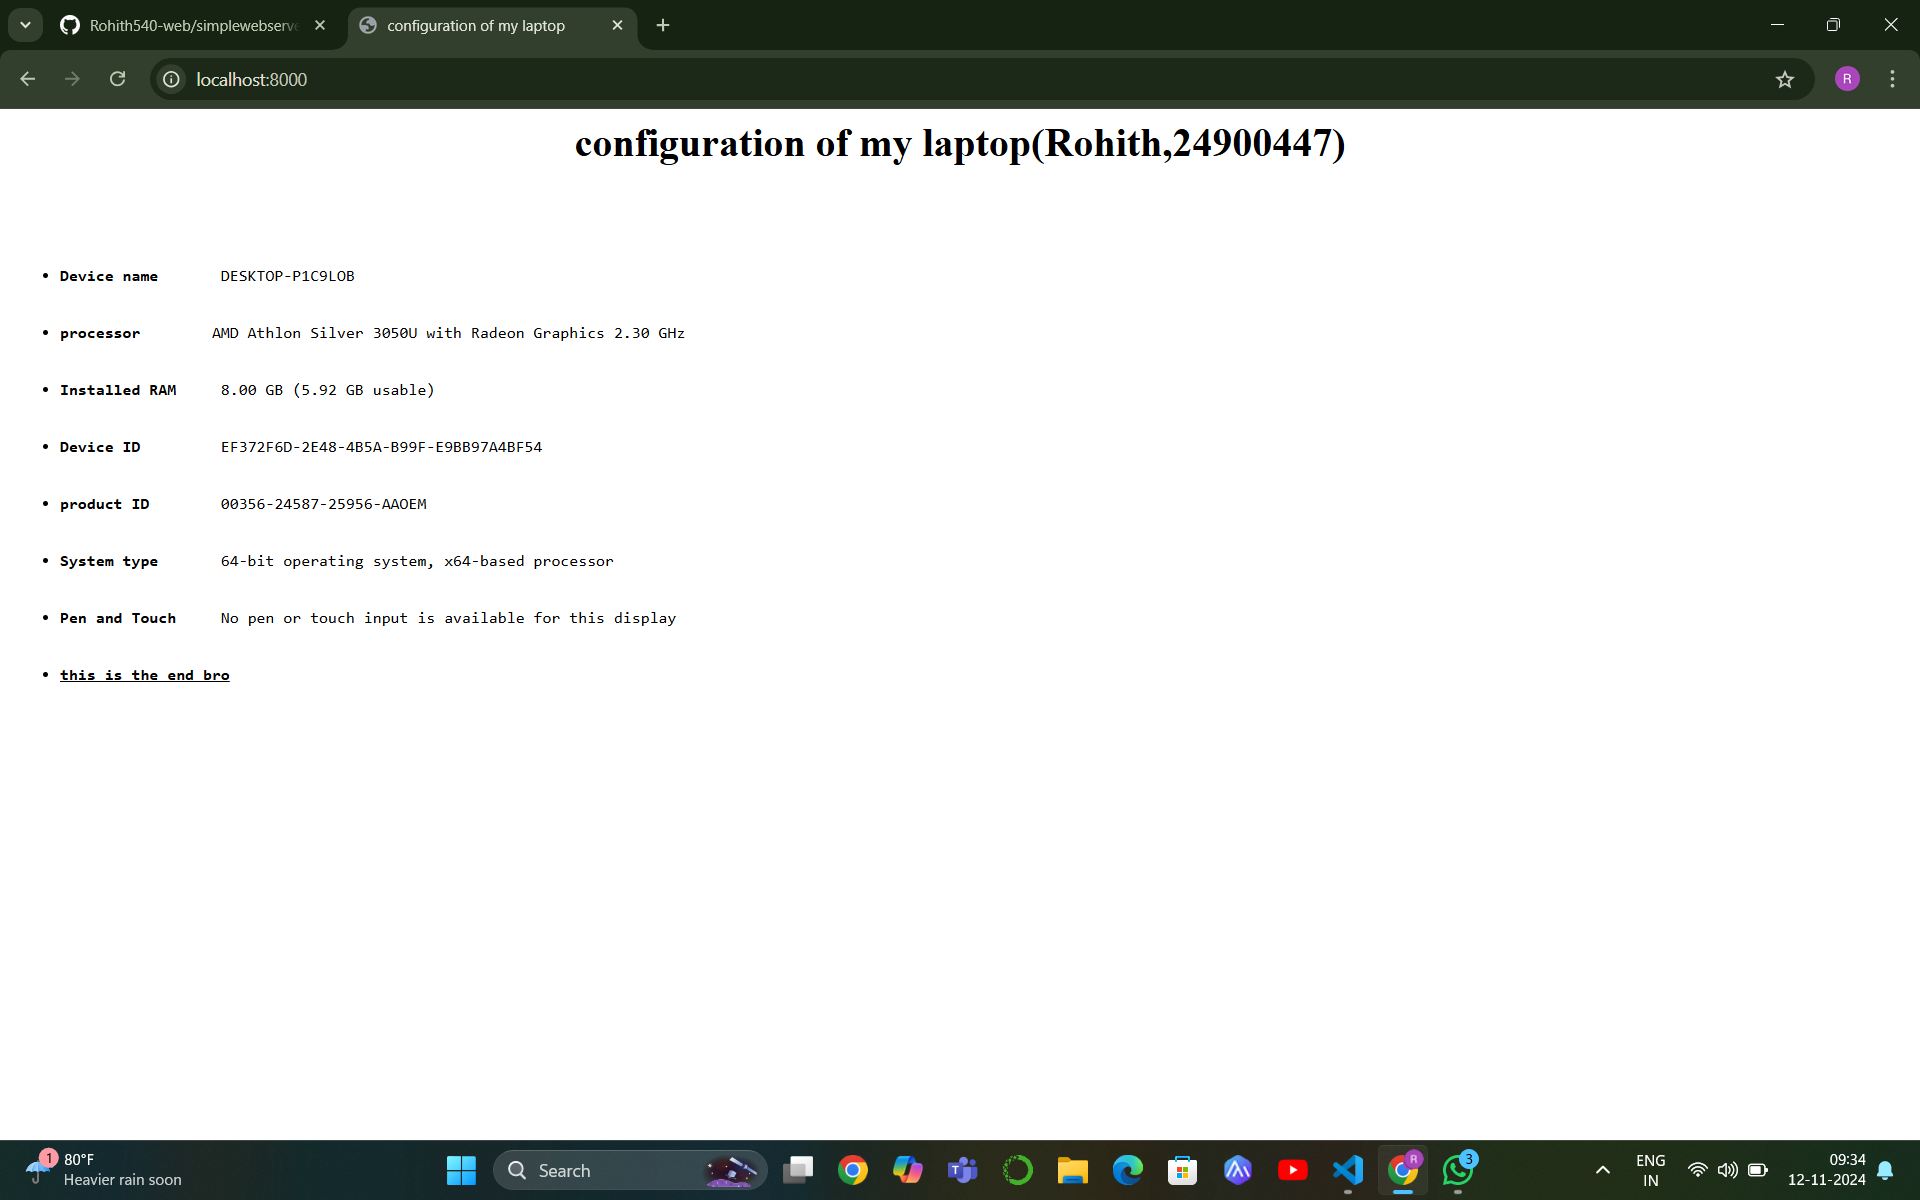 Rohith540-web/simplewebserve
configuration of my laptop
localhost:8000
R
configuration of my laptop(Rohith,24900447)
• Device name DESKTOP-P1C9LOB
• processor AMD Athlon Silver 3050U with Radeon Graphics 2.30 GHz
• Installed RAM 8.00 GB (5.92 GB usable)
• Device ID EF372F6D-2E48-4B5A-B99F-E9BB97A4BF54
• product ID 00356-24587-25956-AAOEM
• System type 64-bit operating system, x64-based processor
• Pen and Touch No pen or touch input is available for this display
• this is the end bro
1
80°F
Heavier rain soon
Search
T
R
3
ENG
IN
09:34
12-11-2024